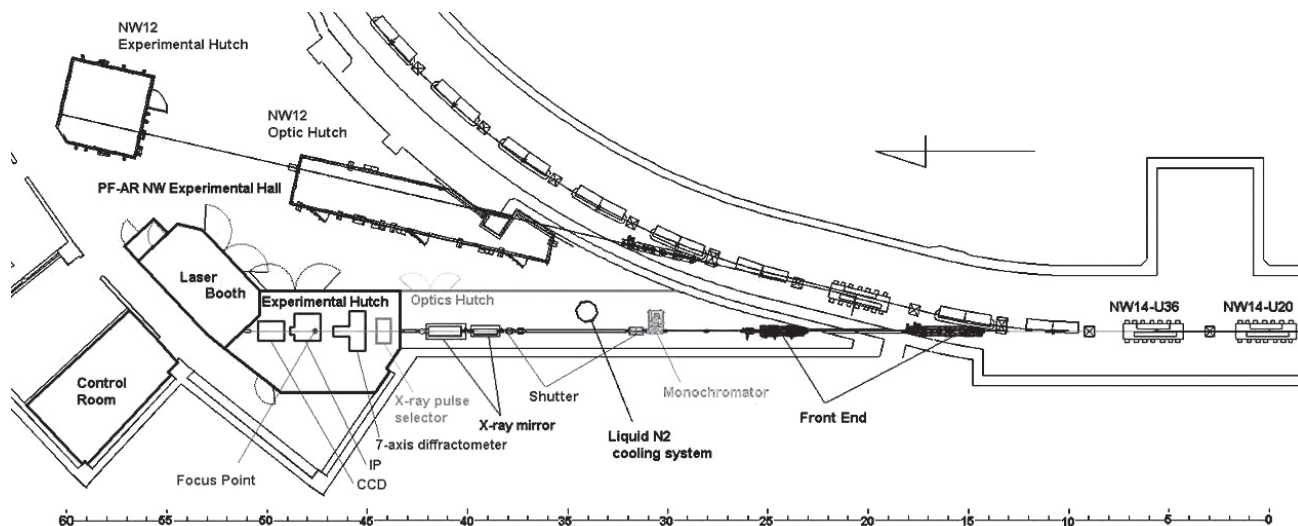 NW12
Experimental Hutch
NW12
Optic Hutch
PF-AR NW Experimental Hall
Laser
Booth
Experimental Hutch
Optics Hutch
NW14-U36
NW14-U20
Control
Room
X-ray pulse
selector
Shutter
Monochromator
X-ray mirror
Front End
7-axis diffractometer
Liquid N2
cooling system
IP
Focus Point
CCD
60 55 50 45 40 35 30 25 20 15 10 5 0